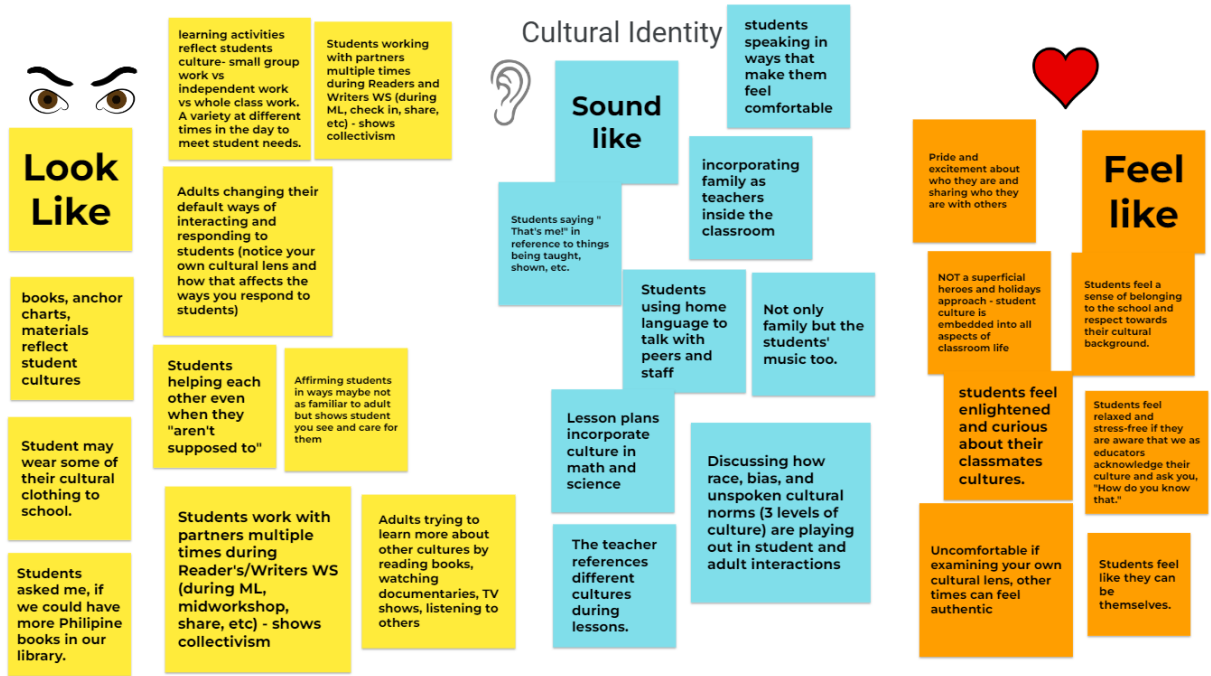 Cultural Identity
Look
Like
learning activities
reflect students
culture- small group
work vs
independent work
vs whole class work.
A variety at different
times in the day to
meet student needs.
Students working
with partners
multiple times
during Readers and
Writers WS (during
ML, check in, share,
etc) - shows
collectivism
Adults changing their
default ways of
interacting and
responding to
students (notice your
own cultural lens and
how that affects the
ways you respond to
students)
books, anchor
charts,
materials
reflect
student
cultures
Students
helping each
other even
when they
"aren't
supposed to"
Affirming students
in ways maybe not
as familiar to adult
but shows student
you see and care for
them
Student may
wear some of
their cultural
clothing to
school.
Students work with
partners multiple
times during
Reader's/Writers WS
(during ML,
midworkshop,
share, etc) - shows
collectivism
Adults trying to
learn more about
other cultures by
reading books,
watching
documentaries, TV
shows, listening to
others
Students
asked me, if
we could have
more Philipine
books in our
library.
Sound
like
students
speaking in
ways that
make them
feel
comfortable
incorporating
family as
teachers
inside the
classroom
Students saying "
That's me!" in
reference to things
being taught,
shown, etc.
Students
using home
language to
talk with
peers and
staff
Not only
family but the
students'
music too.
Lesson plans
incorporate
culture in
math and
science
Discussing how
race, bias, and
unspoken cultural
norms (3 levels of
culture) are playing
out in student and
adult interactions
The teacher
references
different
cultures
during
lessons.
Feel
like
Pride and
excitement about
who they are and
sharing who they
are with others
NOT a superficial
heroes and holidays
approach - student
culture is
embedded into all
aspects of
classroom life
Students feel a
sense of belonging
to the school and
respect towards
their cultural
background.
students feel
enlightened
and curious
about their
classmates
cultures.
Students feel
relaxed and
stress-free if
they are aware that we as
educators
acknowledge their
culture and ask you,
"How do you know
that."
Uncomfortable if
examining your own
cultural lens, other
times can feel
authentic
Students feel
like they can
be
themselves.